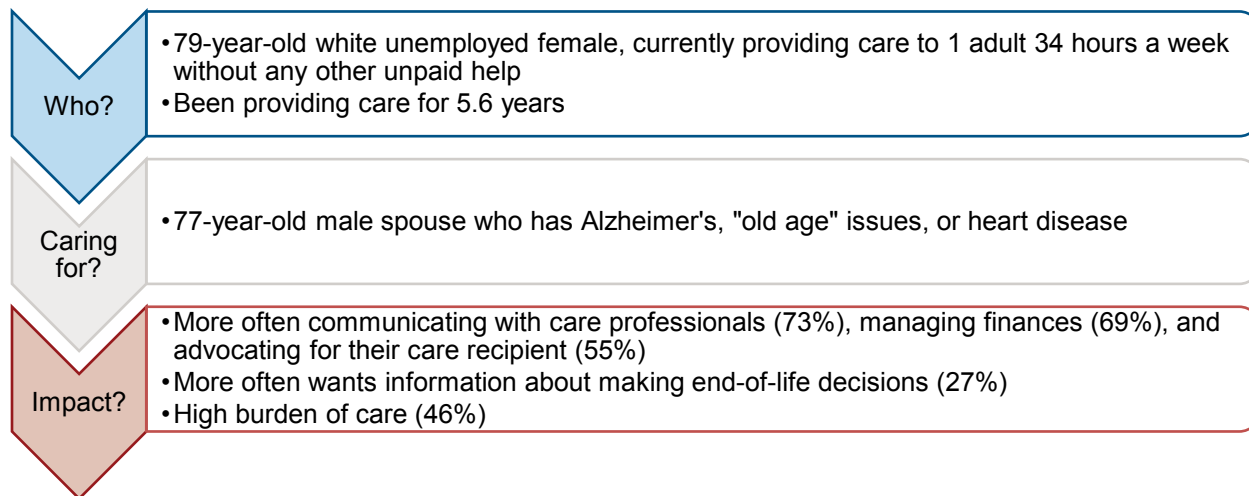 Who?
•79-year-old white unemployed female, currently providing care to 1 adult 34 hours a week
without any other unpaid help
•Been providing care for 5.6 years
Caring
for?
•77-year-old male spouse who has Alzheimer's, "old age" issues, or heart disease
Impact?
•More often communicating with care professionals (73%), managing finances (69%), and
advocating for their care recipient (55%)
•More often wants information about making end-of-life decisions (27%)
•High burden of care (46%)